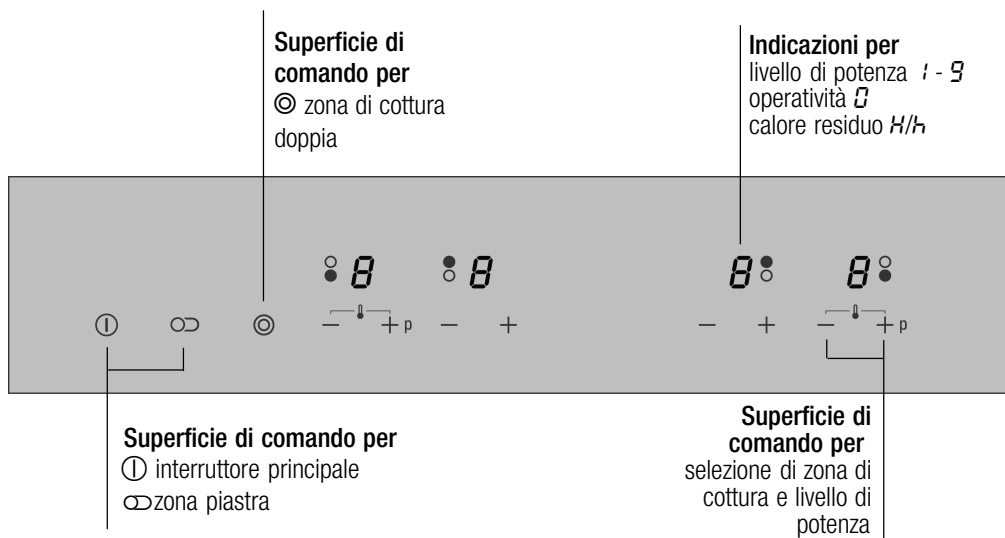 Superficie di
comando per
◎ zona di cottura
doppia
Indicazioni per
livello di potenza 1 - 9
operatività 0
calore residuo H/h
8 8 8 8
− + p − + − + − + p
Superficie di comando per
interruttore principale
zona piastra
Superficie di
comando per
selezione di zona di
cottura e livello di
potenza